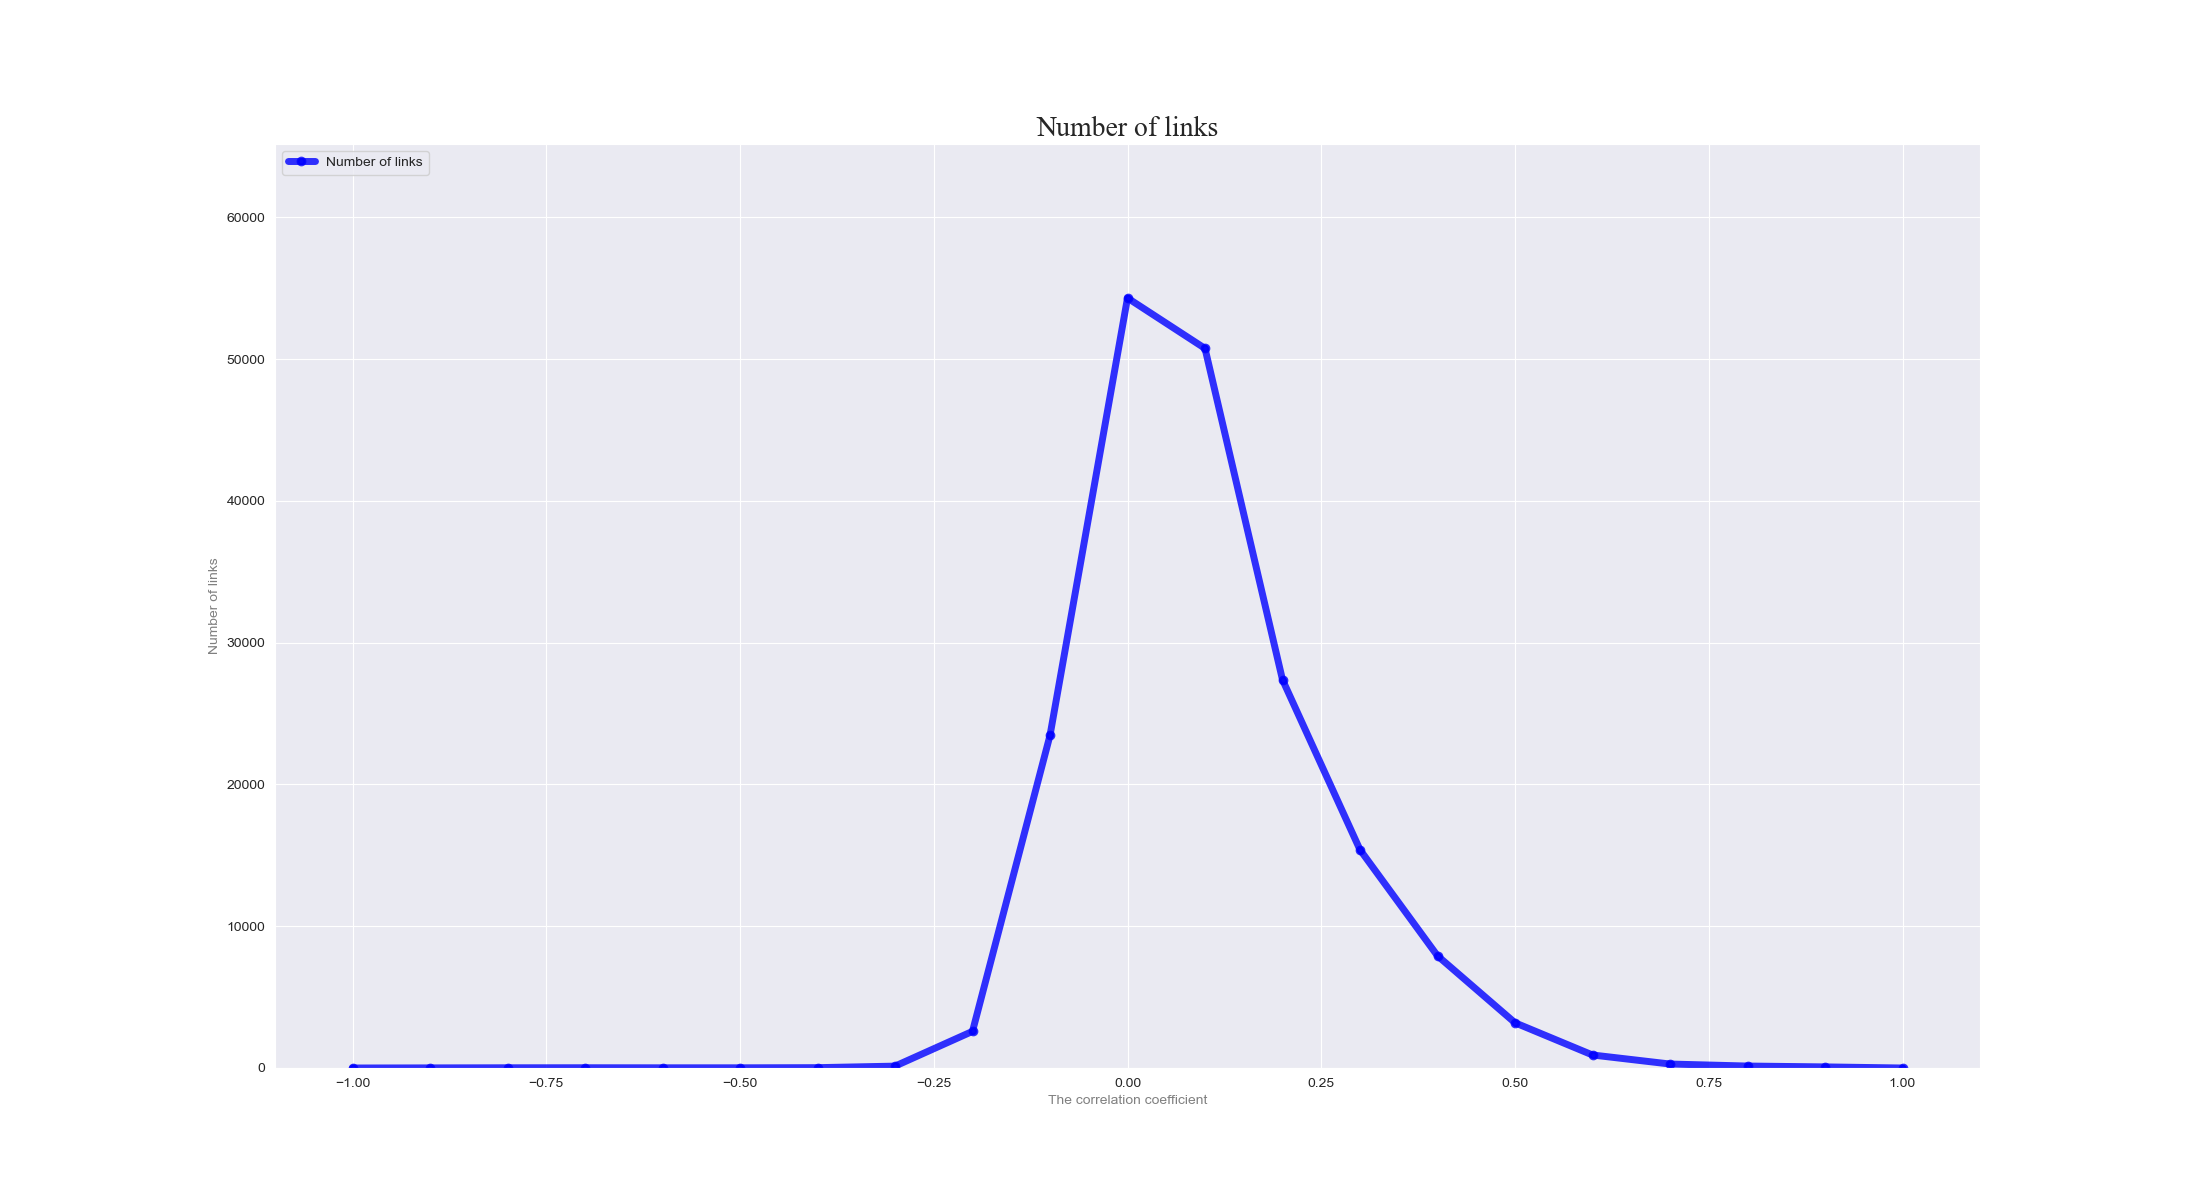 Number of links
Number of links
60000
50000
40000
30000
20000
10000
0
Number of links
−1.00 −0.75 −0.50 −0.25 0.00 0.25 0.50 0.75 1.00
The correlation coefficient